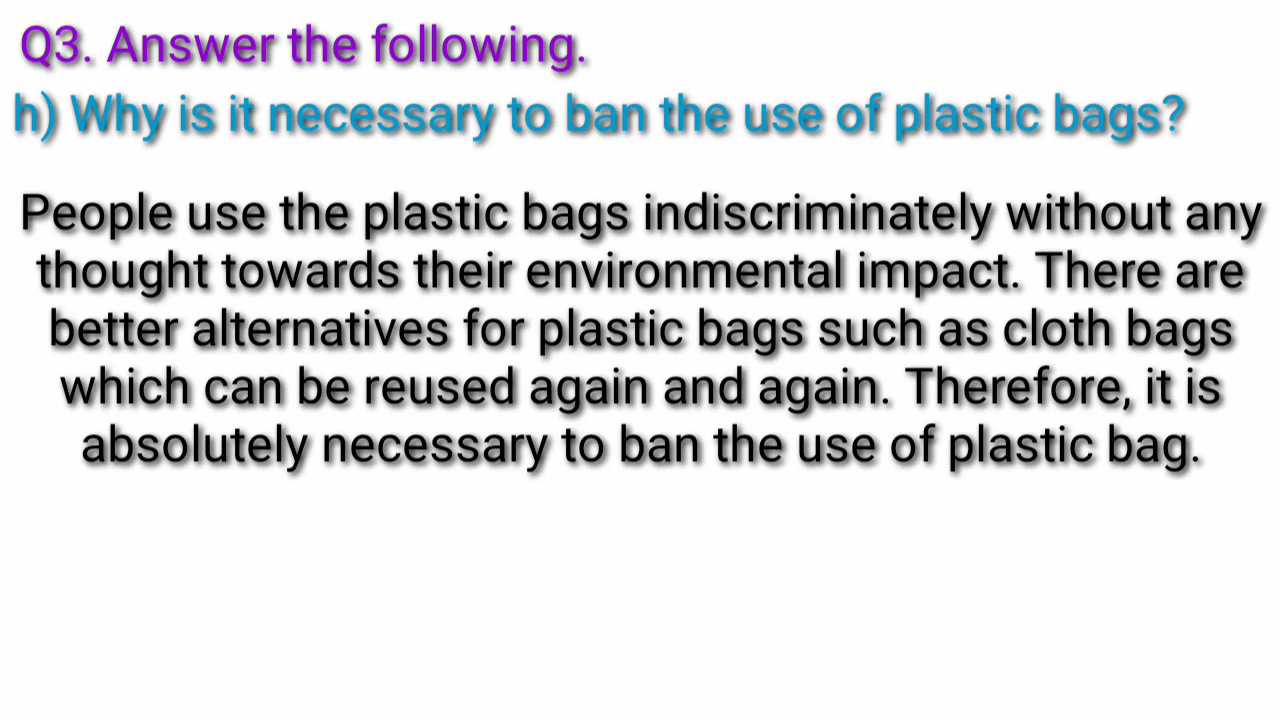 Q3. Answer the following.
h) Why is it necessary to ban the use of plastic bags?
People use the plastic bags indiscriminately without any
thought towards their environmental impact. There are
better alternatives for plastic bags such as cloth bags
which can be reused again and again. Therefore, it is
absolutely necessary to ban the use of plastic bag.